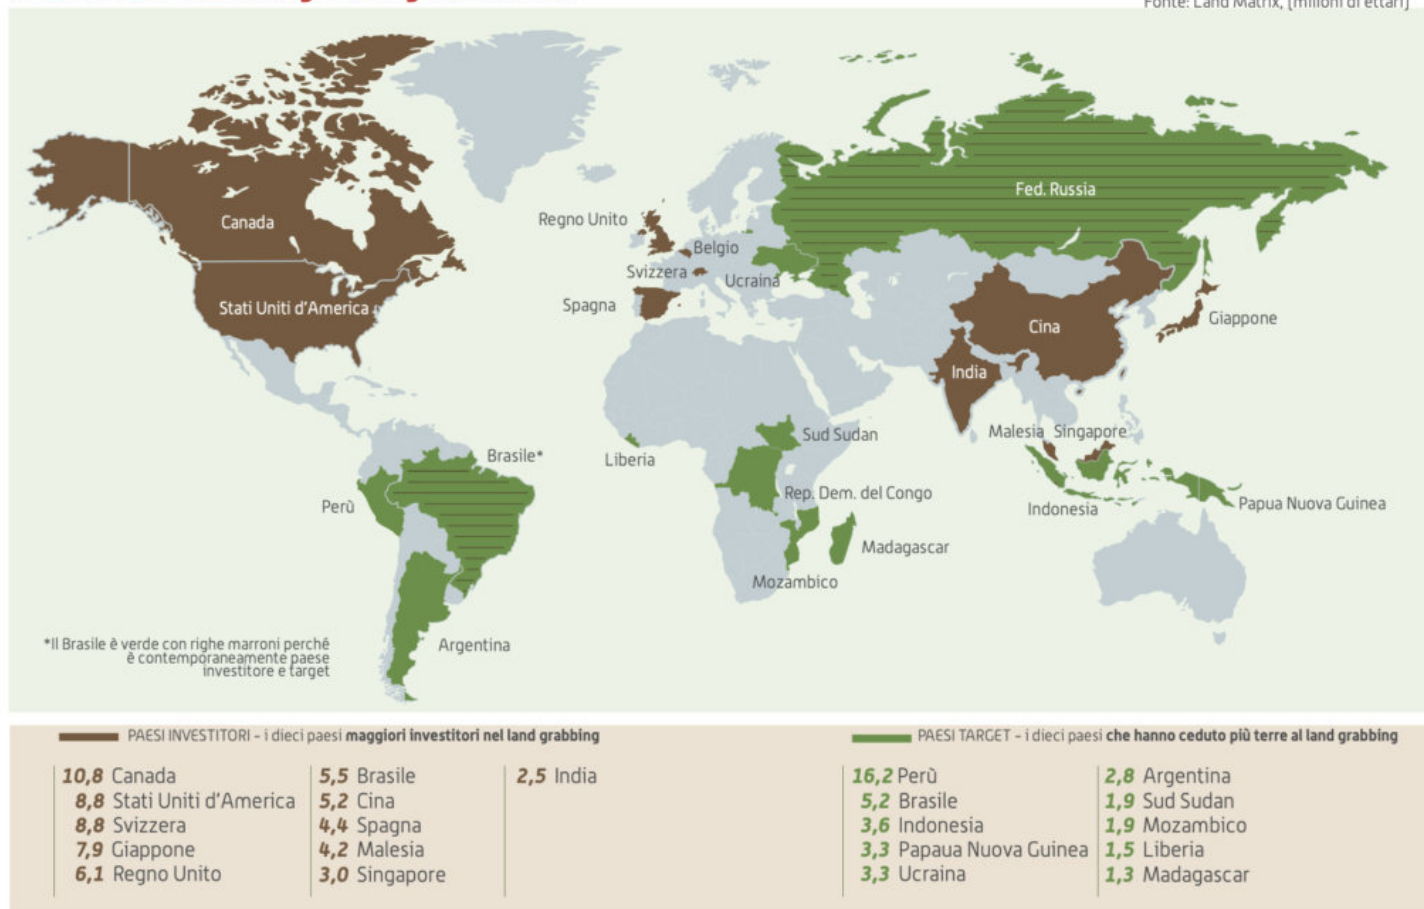 Fonte: Land Matrix, (milioni di ettari)
Canada
Stati Uniti d'America
Regno Unito
Belgio
Svizzera
Ucraina
Spagna
Fed. Russia
Cina
Giappone
India
Malesia
Singapore
Sud Sudan
Liberia
Rep. Dem. del Congo
Brasile*
Perù
Indonesia
Papua Nuova Guinea
Madagascar
Mozambico
Argentina
*Il Brasile è verde con righe marroni perché
è contemporaneamente paese
investitore e target
PAESI INVESTITORI - i dieci paesi maggiori investitori nel land grabbing
10,8 Canada
8,8 Stati Uniti d'America
8,8 Svizzera
7,9 Giappone
6,1 Regno Unito
5,5 Brasile
5,2 Cina
4,4 Spagna
4,2 Malesia
3,0 Singapore
2,5 India
PAESI TARGET - i dieci paesi che hanno ceduto più terre al land grabbing
16,2 Perù
5,2 Brasile
3,6 Indonesia
3,3 Papaua Nuova Guinea
3,3 Ucraina
2,8 Argentina
1,9 Sud Sudan
1,9 Mozambico
1,5 Liberia
1,3 Madagascar